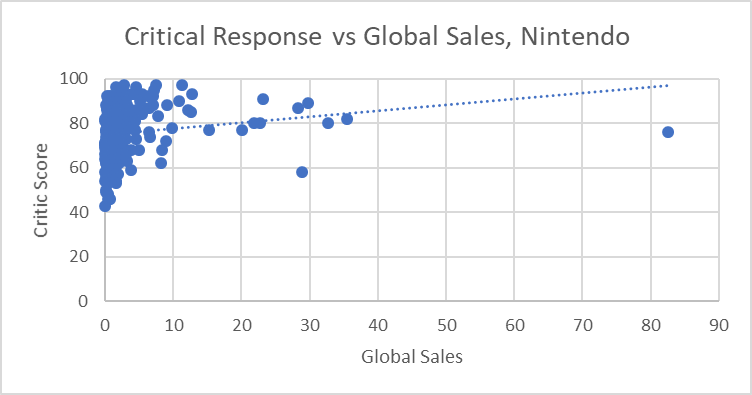 Critical Response vs Global Sales, Nintendo
100
80
60
40
20
0
Critic Score
0 10 20 30 40 50 60 70 80 90
Global Sales